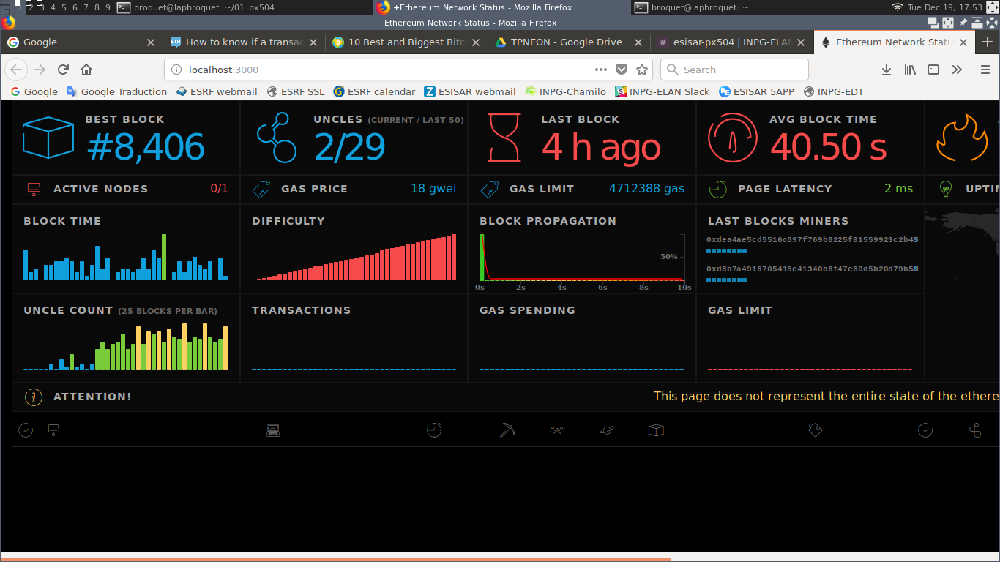 1 2 3 4 5 6 7 8 9 broquet@lapbroquet: ~/01_px504 +Ethereum Network Status - Mozilla Firefox broquet@lapbroquet: ~ Tue Dec 19, 17:53
Ethereum Network Status - Mozilla Firefox
Google How to know if a transac 10 Best and Biggest Bitc TPNEON - Google Drive esisar-px504 | INPG-ELAN Ethereum Network Statu
localhost:3000 Search
Google Google Traduction ESRF webmail ESRF SSL ESRF calendar ESISAR webmail INPG-Chamilo INPG-ELAN Slack ESISAR 5APP INPG-EDT
BEST BLOCK UNCLES (CURRENT / LAST 50) LAST BLOCK AVG BLOCK TIME
#8,406 2/29 4 h ago 40.50 s
ACTIVE NODES 0/1 GAS PRICE 18 gwei GAS LIMIT 4712388 gas PAGE LATENCY 2 ms UPTIM
BLOCK TIME DIFFICULTY BLOCK PROPAGATION LAST BLOCKS MINERS
50%
0s 2s 4s 6s 8s 10s
UNCLE COUNT (25 BLOCKS PER BAR) TRANSACTIONS GAS SPENDING GAS LIMIT
ATTENTION! This page does not represent the entire state of the ethere